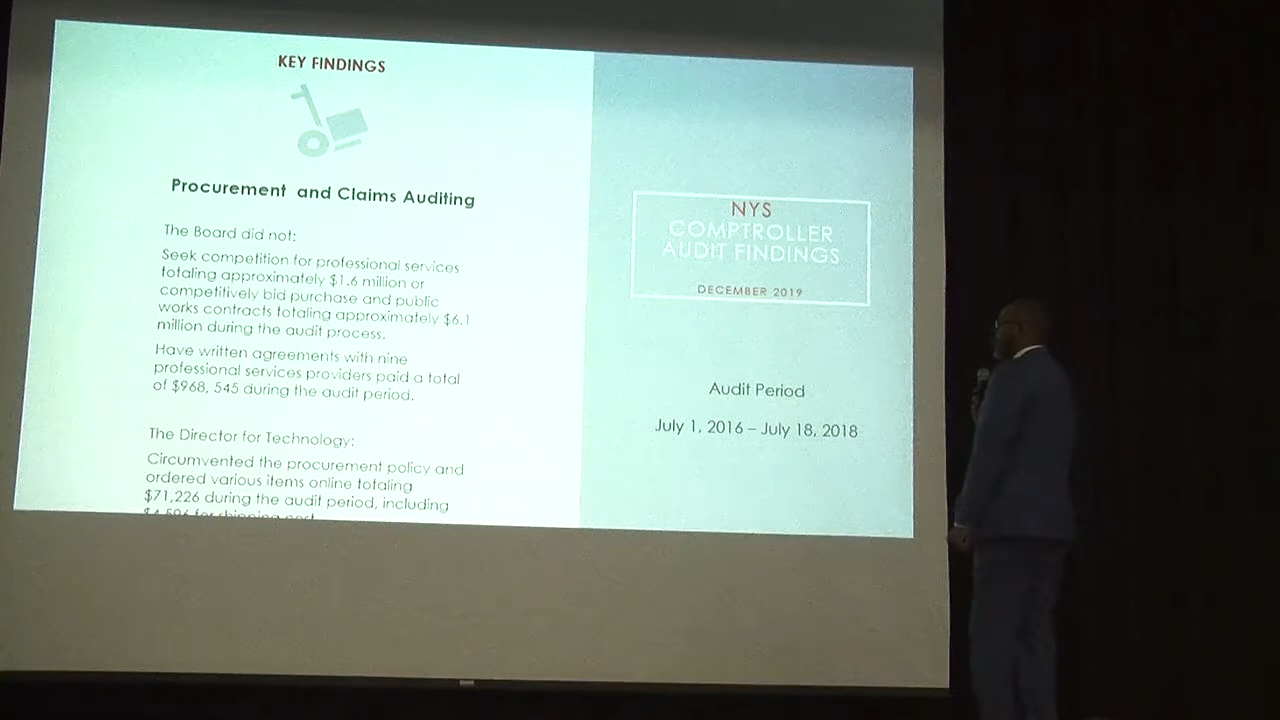 KEY FINDINGS
Procurement and Claims Auditing
The Board did not:
Seek competition for professional services
totaling approximately $1.6 million or
competitively bid purchase and public
works contracts totaling approximately $6.1
million during the audit process.
Have written agreements with nine
professional services providers paid a total
of $968, 545 during the audit period.
The Director for Technology:
Circumvented the procurement policy and
ordered various items online totaling
$71,226 during the audit period, including
for shipping cost
NYS
COMPTROLLER
AUDIT FINDINGS
DECEMBER 2019
Audit Period
July 1, 2016 – July 18, 2018